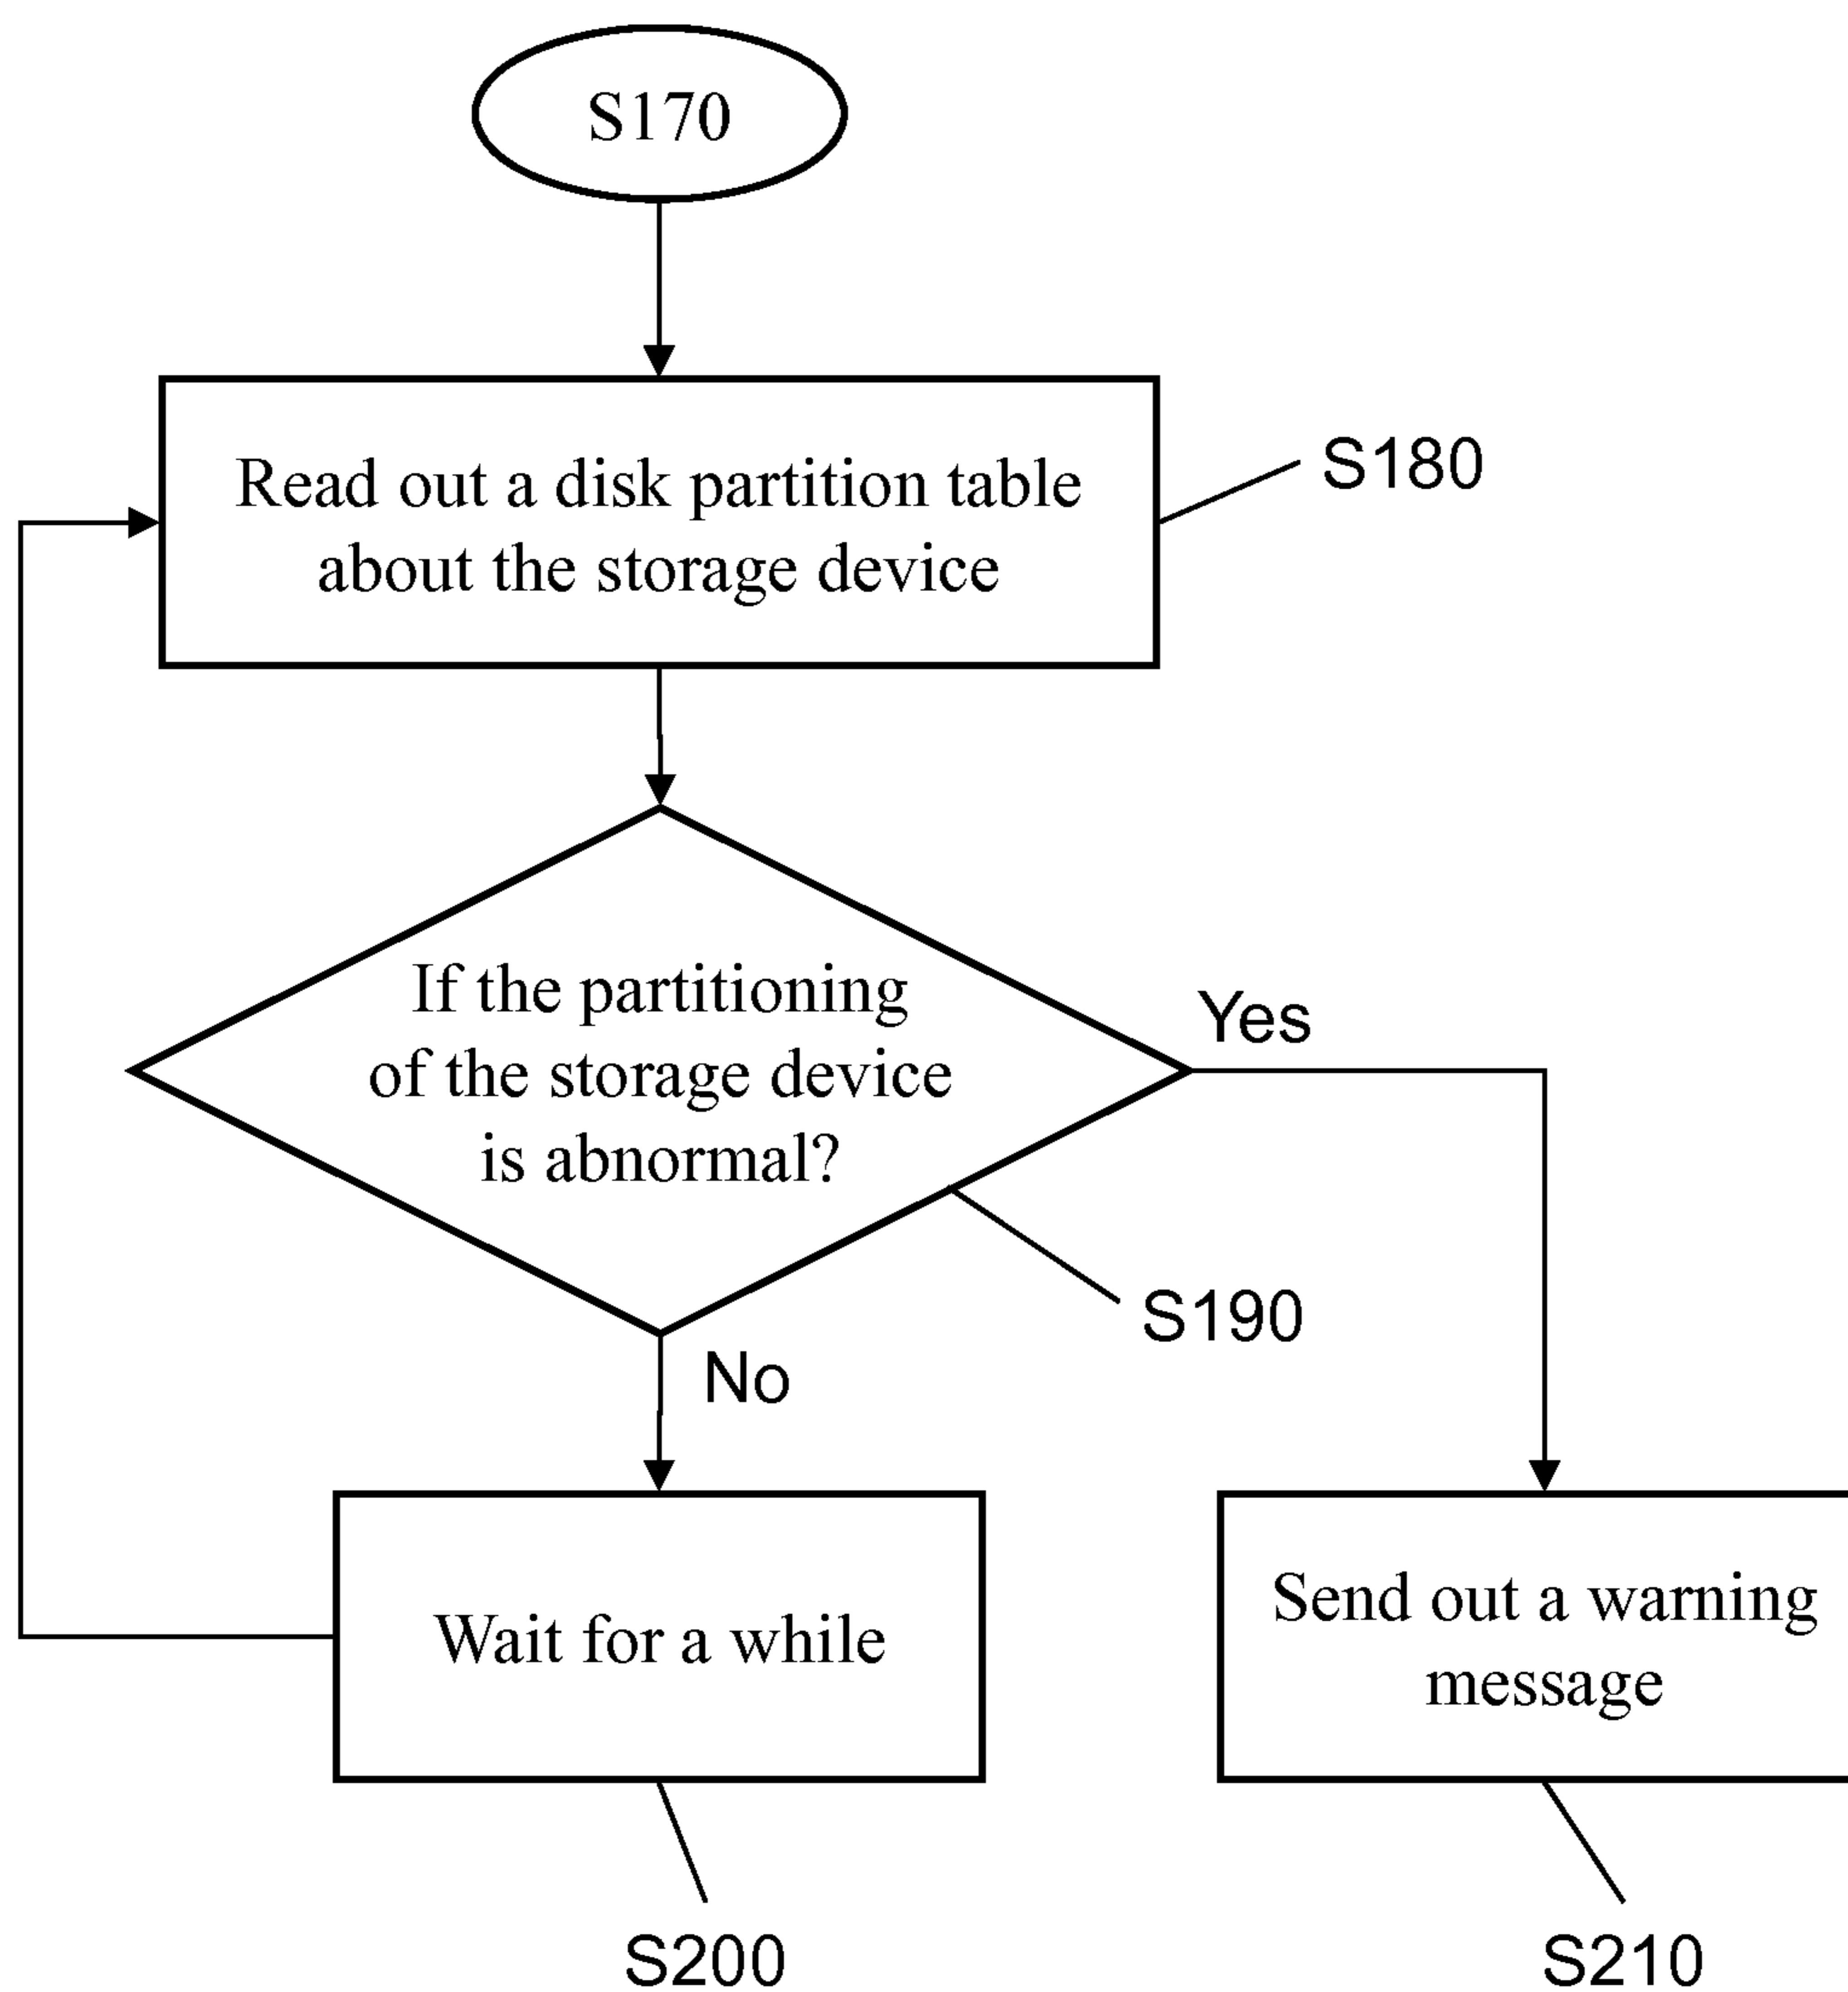 S170
Read out a disk partition table
about the storage device
S180
If the partitioning
of the storage device
is abnormal?
Yes
S190
No
Wait for a while
Send out a warning
message
S200
S210